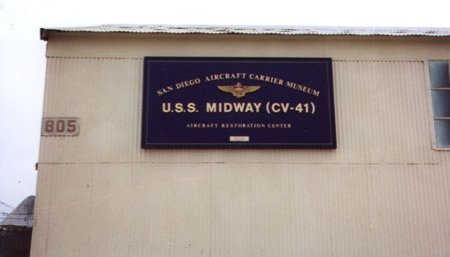 SAN DIEGO AIRCRAFT CARRIER MUSEUM
U.S. MIDWAY (CV-41)
AIRCRAFT RESTORATION CENTER
805